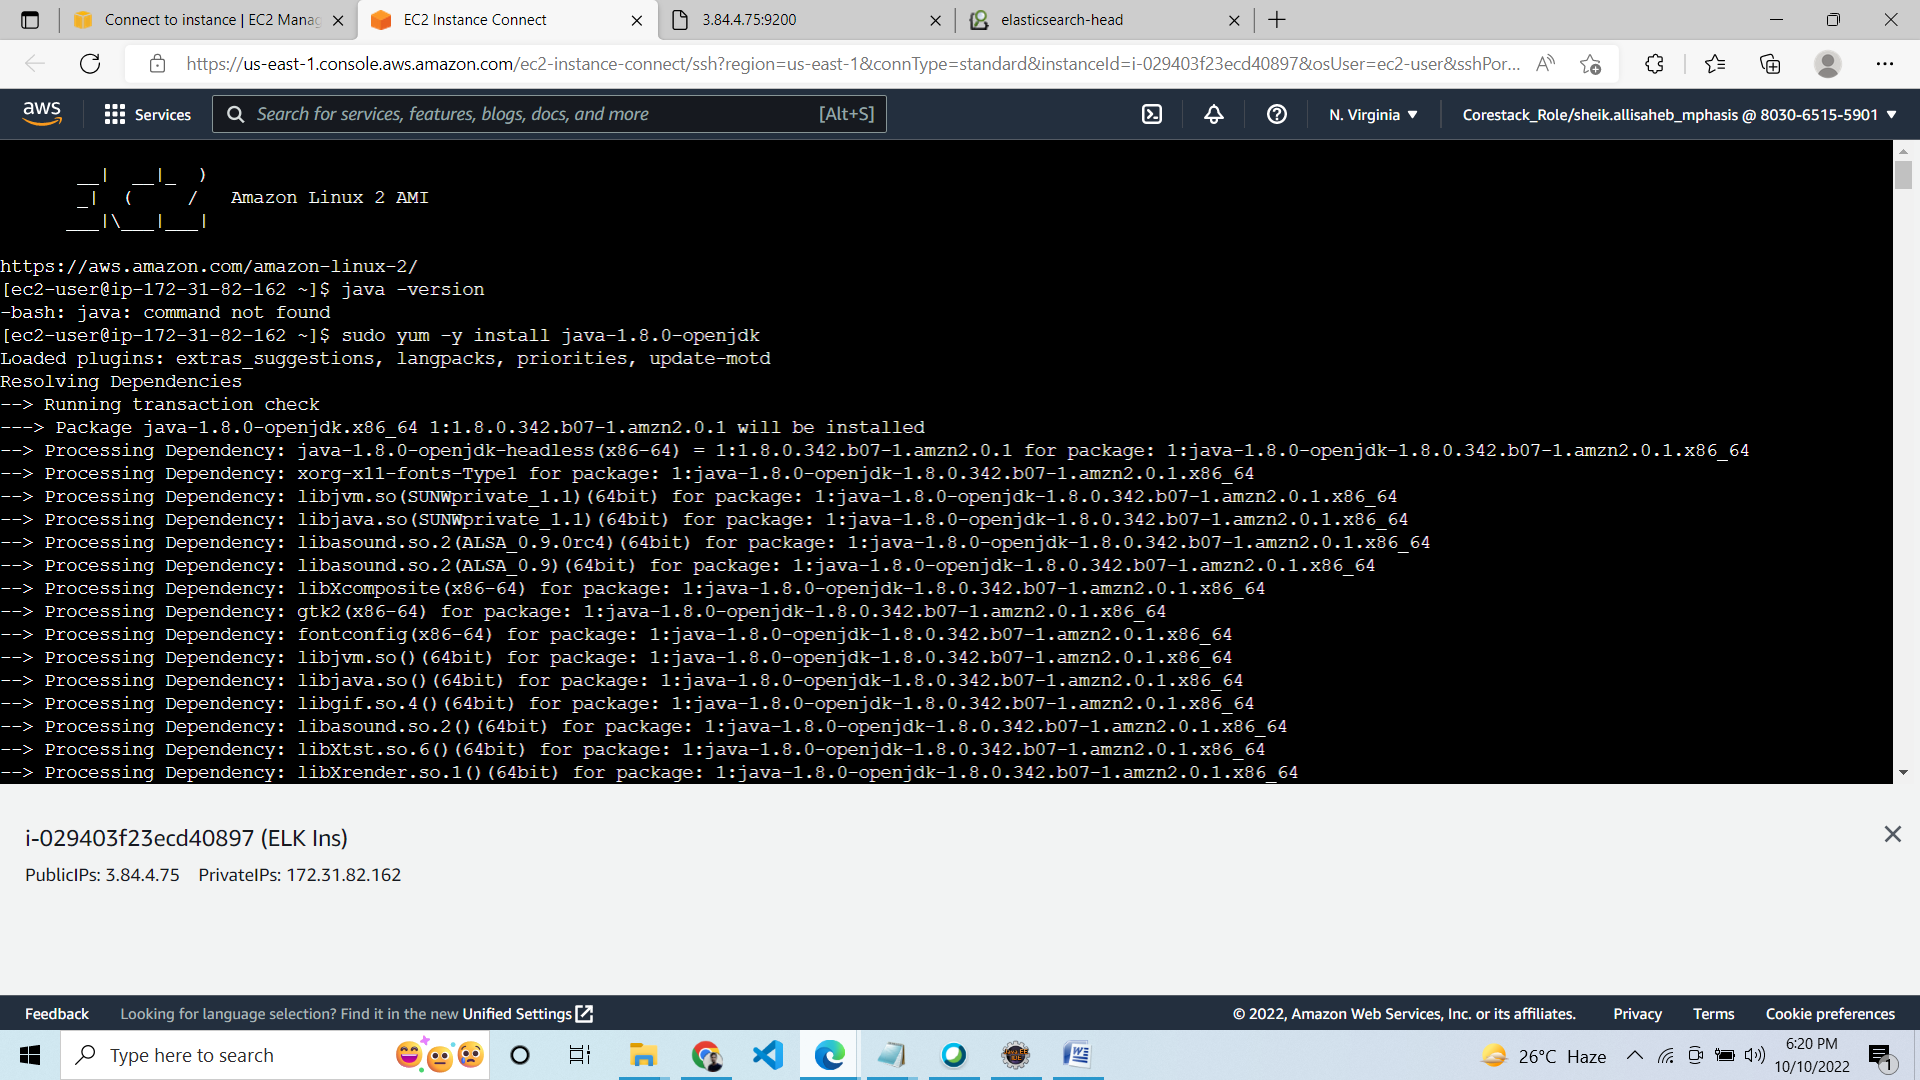 Connect to instance | EC2 Mana
EC2 Instance Connect
3.84.4.75:9200
elasticsearch-head
https://us-east-1.console.aws.amazon.com/ec2-instance-connect/ssh?region=us-east-1&connType=standard&instanceId=i-029403f23ecd40897&osUser=ec2-user&sshPor...
aws
Services
Search for services, features, blogs, docs, and more
[Alt+S]
N. Virginia
Corestack_Role/sheik.allisaheb_mphasis @ 8030-6515-5901
__|  __|_  )
_|  (     /   Amazon Linux 2 AMI
___|\___|___|
https://aws.amazon.com/amazon-linux-2/
[ec2-user@ip-172-31-82-162 ~]$ java -version
-bash: java: command not found
[ec2-user@ip-172-31-82-162 ~]$ sudo yum -y install java-1.8.0-openjdk
Loaded plugins: extras_suggestions, langpacks, priorities, update-motd
Resolving Dependencies
--> Running transaction check
---> Package java-1.8.0-openjdk.x86_64 1:1.8.0.342.b07-1.amzn2.0.1 will be installed
--> Processing Dependency: java-1.8.0-openjdk-headless(x86-64) = 1:1.8.0.342.b07-1.amzn2.0.1 for package: 1:java-1.8.0-openjdk-1.8.0.342.b07-1.amzn2.0.1.x86_64
--> Processing Dependency: xorg-x11-fonts-Type1 for package: 1:java-1.8.0-openjdk-1.8.0.342.b07-1.amzn2.0.1.x86_64
--> Processing Dependency: libjvm.so(SUNWprivate_1.1)(64bit) for package: 1:java-1.8.0-openjdk-1.8.0.342.b07-1.amzn2.0.1.x86_64
--> Processing Dependency: libjava.so(SUNWprivate_1.1)(64bit) for package: 1:java-1.8.0-openjdk-1.8.0.342.b07-1.amzn2.0.1.x86_64
--> Processing Dependency: libasound.so.2(ALSA_0.9.0rc4)(64bit) for package: 1:java-1.8.0-openjdk-1.8.0.342.b07-1.amzn2.0.1.x86_64
--> Processing Dependency: libasound.so.2(ALSA_0.9)(64bit) for package: 1:java-1.8.0-openjdk-1.8.0.342.b07-1.amzn2.0.1.x86_64
--> Processing Dependency: libXcomposite(x86-64) for package: 1:java-1.8.0-openjdk-1.8.0.342.b07-1.amzn2.0.1.x86_64
--> Processing Dependency: gtk2(x86-64) for package: 1:java-1.8.0-openjdk-1.8.0.342.b07-1.amzn2.0.1.x86_64
--> Processing Dependency: fontconfig(x86-64) for package: 1:java-1.8.0-openjdk-1.8.0.342.b07-1.amzn2.0.1.x86_64
--> Processing Dependency: libjvm.so()(64bit) for package: 1:java-1.8.0-openjdk-1.8.0.342.b07-1.amzn2.0.1.x86_64
--> Processing Dependency: libjava.so()(64bit) for package: 1:java-1.8.0-openjdk-1.8.0.342.b07-1.amzn2.0.1.x86_64
--> Processing Dependency: libgif.so.4()(64bit) for package: 1:java-1.8.0-openjdk-1.8.0.342.b07-1.amzn2.0.1.x86_64
--> Processing Dependency: libasound.so.2()(64bit) for package: 1:java-1.8.0-openjdk-1.8.0.342.b07-1.amzn2.0.1.x86_64
--> Processing Dependency: libXtst.so.6()(64bit) for package: 1:java-1.8.0-openjdk-1.8.0.342.b07-1.amzn2.0.1.x86_64
--> Processing Dependency: libXrender.so.1()(64bit) for package: 1:java-1.8.0-openjdk-1.8.0.342.b07-1.amzn2.0.1.x86_64
i-029403f23ecd40897 (ELK Ins)
PublicIPs: 3.84.4.75 PrivateIPs: 172.31.82.162
Feedback
Looking for language selection? Find it in the new Unified Settings
© 2022, Amazon Web Services, Inc. or its affiliates.
Privacy
Terms
Cookie preferences
Type here to search
26°C Haze
6:20 PM
10/10/2022
1